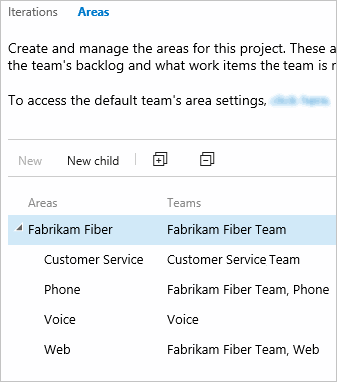 Iterations Areas
Create and manage the areas for this project. These a
the team's backlog and what work items the team is r
To access the default team's area settings, click here.
New New child
Areas Teams
Fabrikam Fiber Fabrikam Fiber Team
Customer Service Customer Service Team
Phone Fabrikam Fiber Team, Phone
Voice Voice
Web Fabrikam Fiber Team, Web